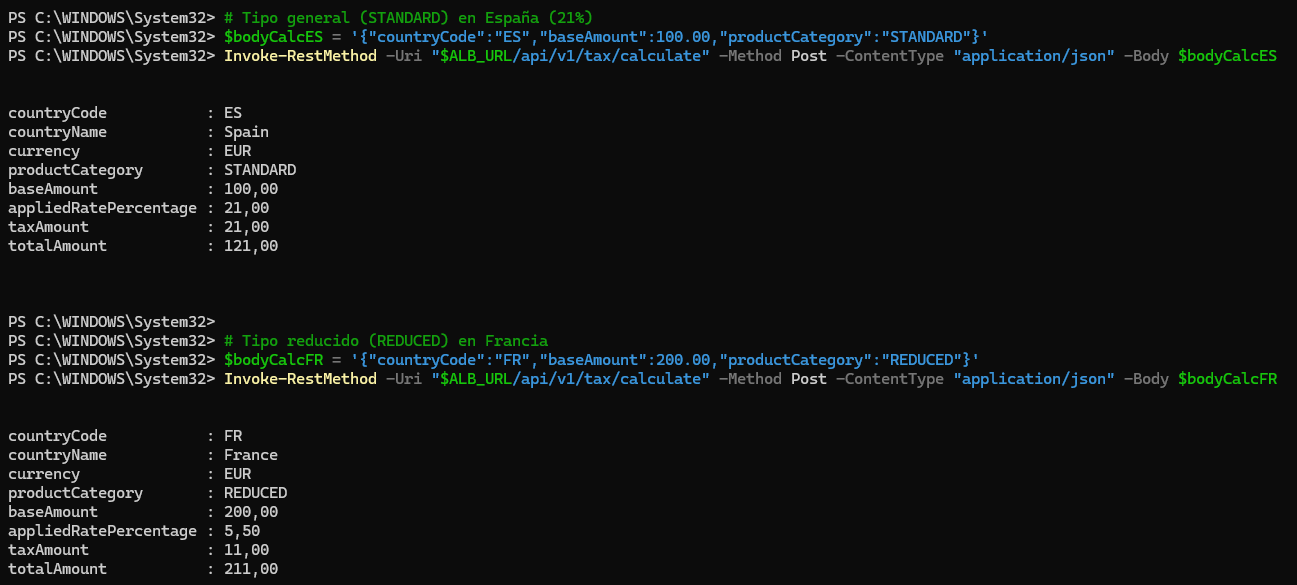 PS C:\WINDOWS\System32> # Tipo general (STANDARD) en España (21%)
PS C:\WINDOWS\System32> $bodyCalcES = '{"countryCode":"ES","baseAmount":100.00,"productCategory":"STANDARD"}'
PS C:\WINDOWS\System32> Invoke-RestMethod -Uri "$ALB_URL/api/v1/tax/calculate" -Method Post -ContentType "application/json" -Body $bodyCalcES
countryCode           : ES
countryName           : Spain
currency              : EUR
productCategory       : STANDARD
baseAmount            : 100,00
appliedRatePercentage : 21,00
taxAmount             : 21,00
totalAmount           : 121,00
PS C:\WINDOWS\System32>
PS C:\WINDOWS\System32> # Tipo reducido (REDUCED) en Francia
PS C:\WINDOWS\System32> $bodyCalcFR = '{"countryCode":"FR","baseAmount":200.00,"productCategory":"REDUCED"}'
PS C:\WINDOWS\System32> Invoke-RestMethod -Uri "$ALB_URL/api/v1/tax/calculate" -Method Post -ContentType "application/json" -Body $bodyCalcFR
countryCode           : FR
countryName           : France
currency              : EUR
productCategory       : REDUCED
baseAmount            : 200,00
appliedRatePercentage : 5,50
taxAmount             : 11,00
totalAmount           : 211,00